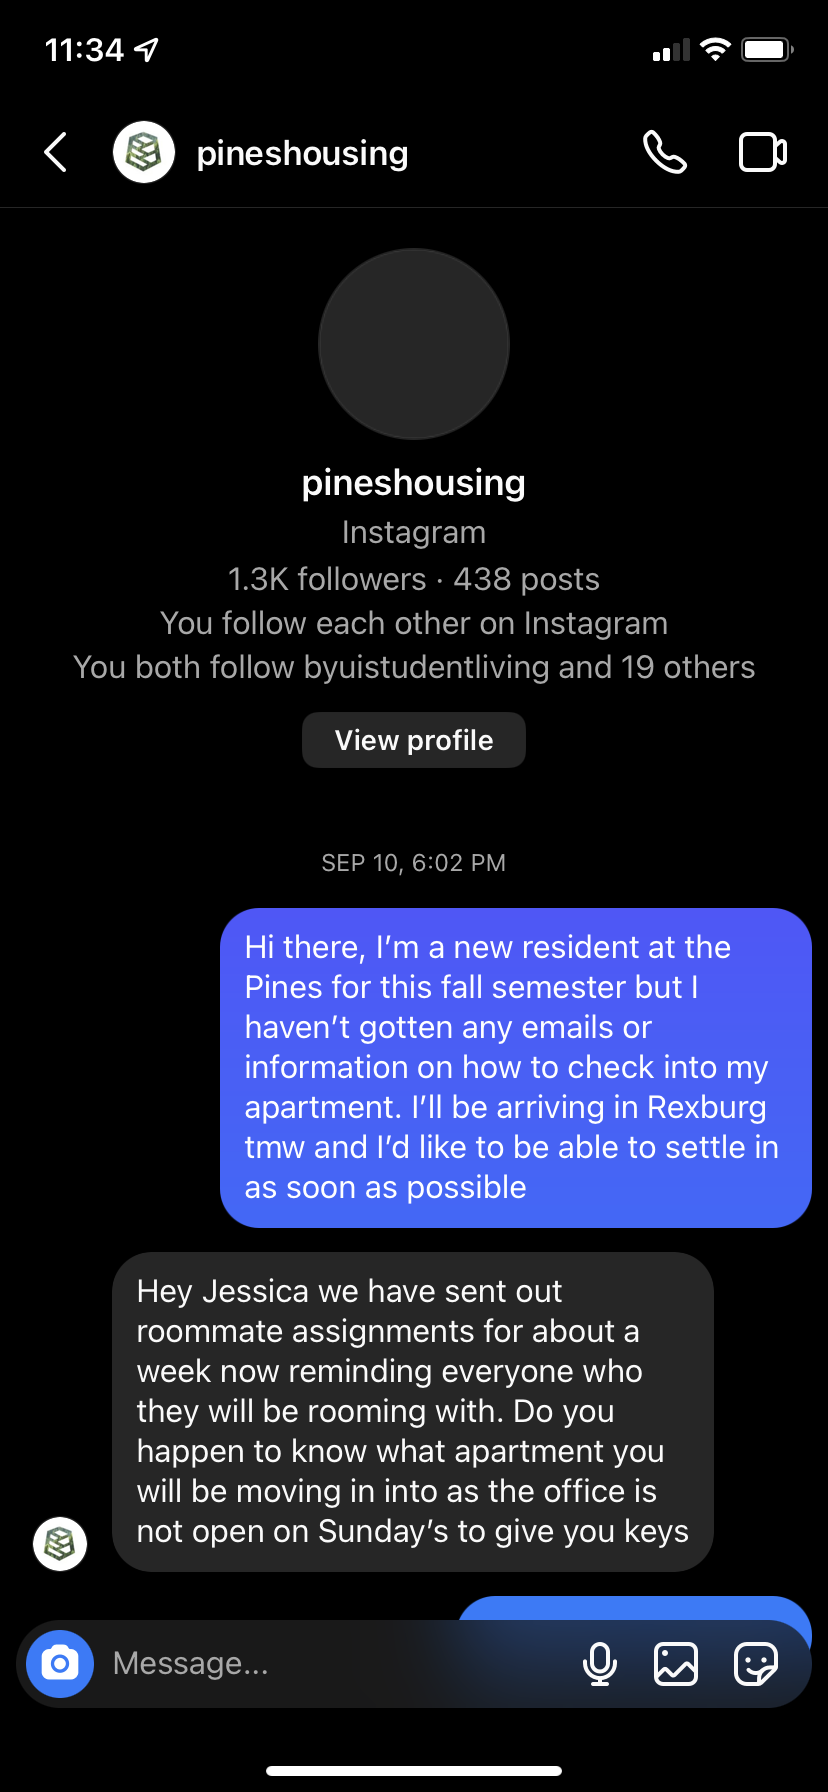 11:34
pineshousing
pineshousing
Instagram
1.3K followers · 438 posts
You follow each other on Instagram
You both follow byuistudentliving and 19 others
View profile
SEP 10, 6:02 PM
Hi there, I’m a new resident at the
Pines for this fall semester but I
haven’t gotten any emails or
information on how to check into my
apartment. I’ll be arriving in Rexburg
tmw and I’d like to be able to settle in
as soon as possible
Hey Jessica we have sent out
roommate assignments for about a
week now reminding everyone who
they will be rooming with. Do you
happen to know what apartment you
will be moving in into as the office is
not open on Sunday’s to give you keys
Message...